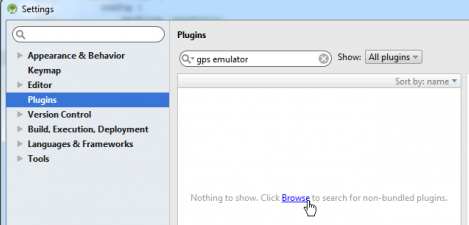 Settings
Plugins
gps emulator
Show: All plugins
Sort by: name
Appearance & Behavior
Keymap
Editor
Plugins
Version Control
Build, Execution, Deployment
Languages & Frameworks
Tools
Nothing to show. Click Browse to search for non-bundled plugins.